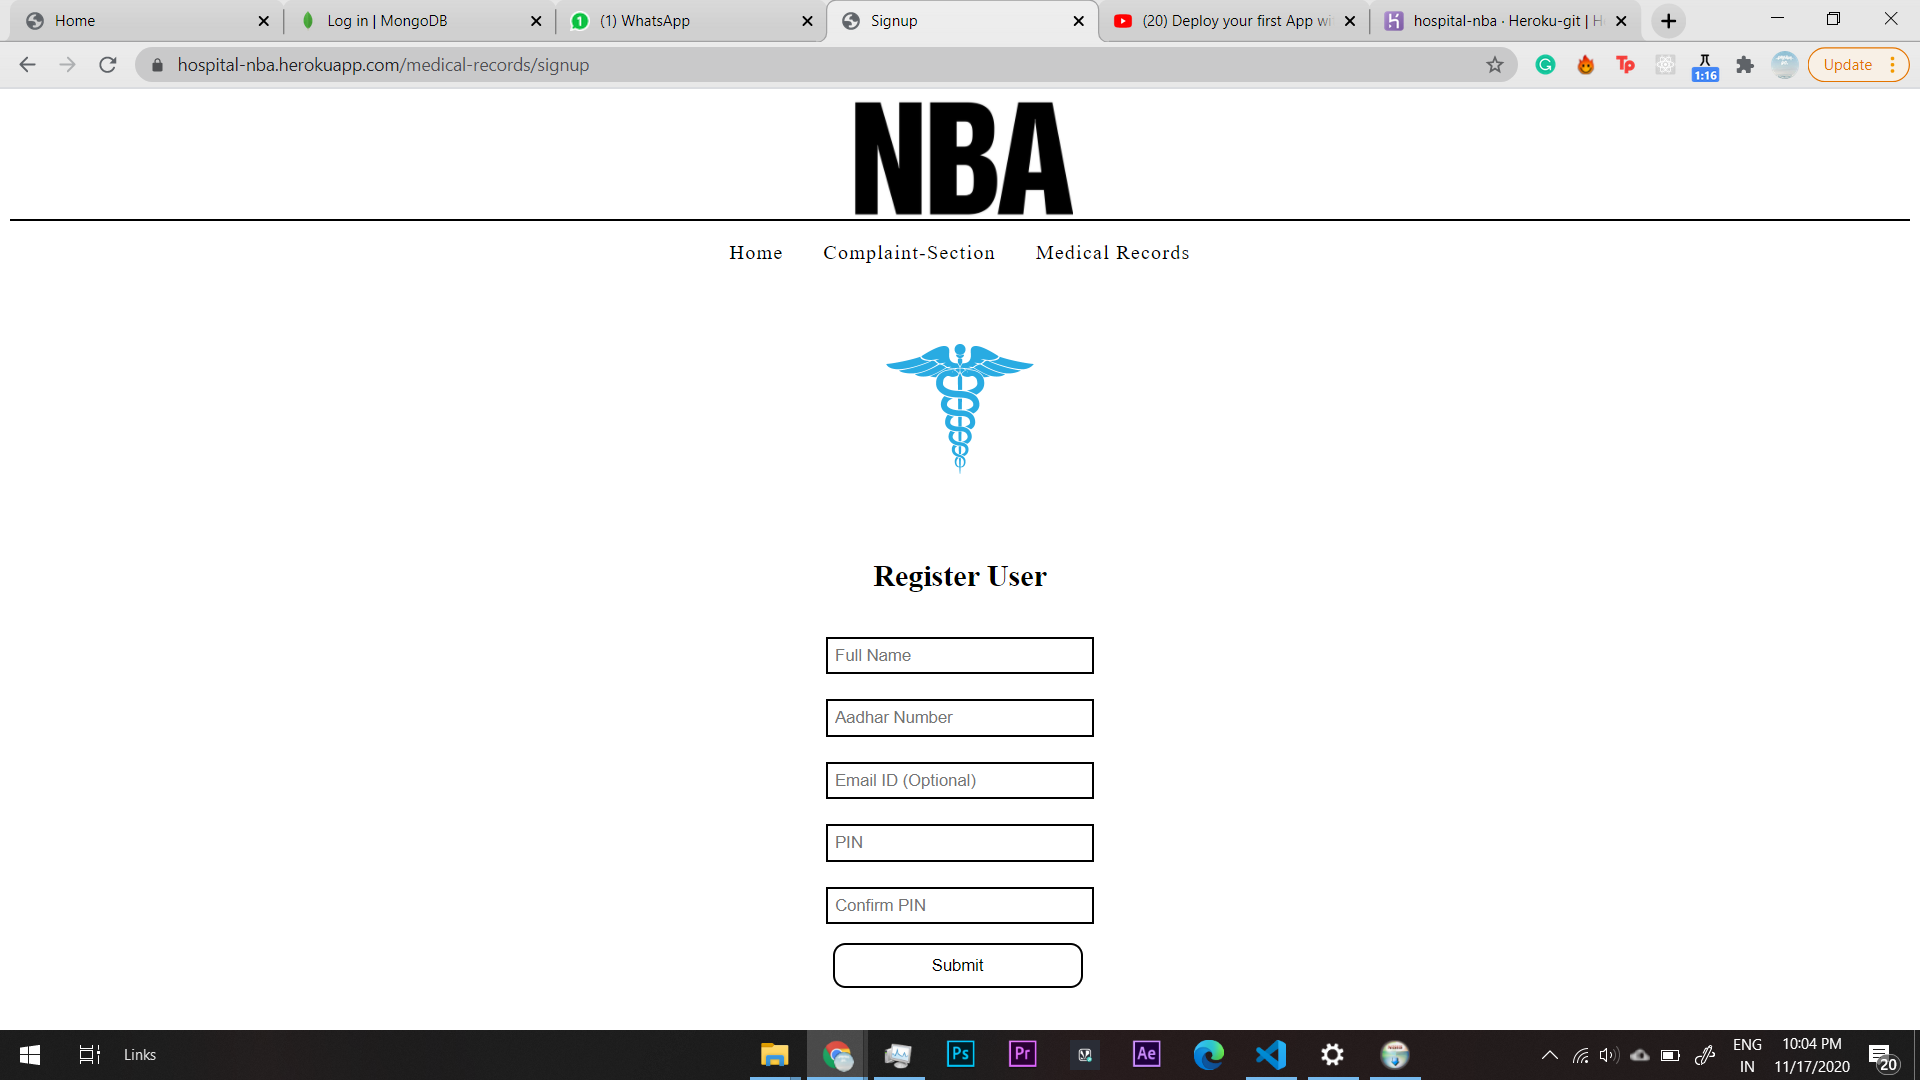 Home
Log in | MongoDB
(1) WhatsApp
Signup
(20) Deploy your first App wi
hospital-nba · Heroku-git | H
hospital-nba.herokuapp.com/medical-records/signup
1:16
Update
NBA
Home Complaint-Section Medical Records
Register User
Full Name
Aadhar Number
Email ID (Optional)
PIN
Confirm PIN
Submit
Links
Ps
Pr
Ae
ENG
IN
10:04 PM
11/17/2020
20